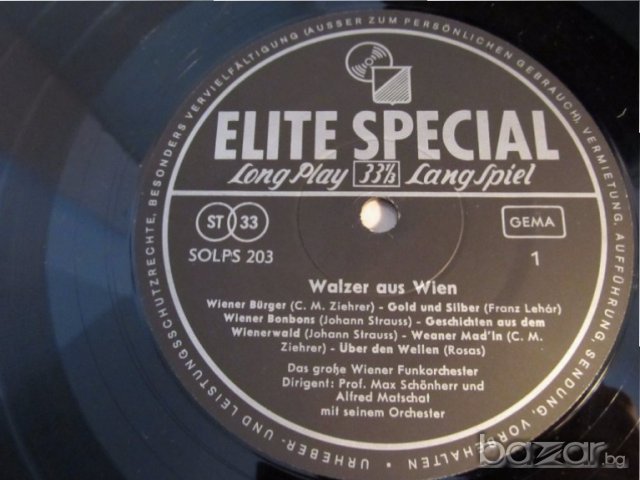 ELITE SPECIAL
Long Play 33⅓ Lang Spiel
ST 33
GEMA
SOLPS 203
1
Walzer aus Wien
Wiener Bürger (C. M. Ziehrer) - Gold und Silber (Franz Lehár)
Wiener Bonbons (Johann Strauss) - Geschichten aus dem
Wienerwald (Johann Strauss) - Weaner Mad'ln (C. M.
Ziehrer) - Über den Wellen (Rosas)
Das große Wiener Funkorchester
Dirigent: Prof. Max Schönherr und
Alfred Matschat
mit seinem Orchester
URHEBER- UND LEISTUNGSSCHUTZRECHTE, BESONDERS VERVIELFÄLTIGUNG (AUSSER ZUM PERSÖNLICHEN GEBRAUCH), VERMIETUNG, AUFFÜHRUNG, SENDUNG, VORBEHALTEN •
bazar.bg